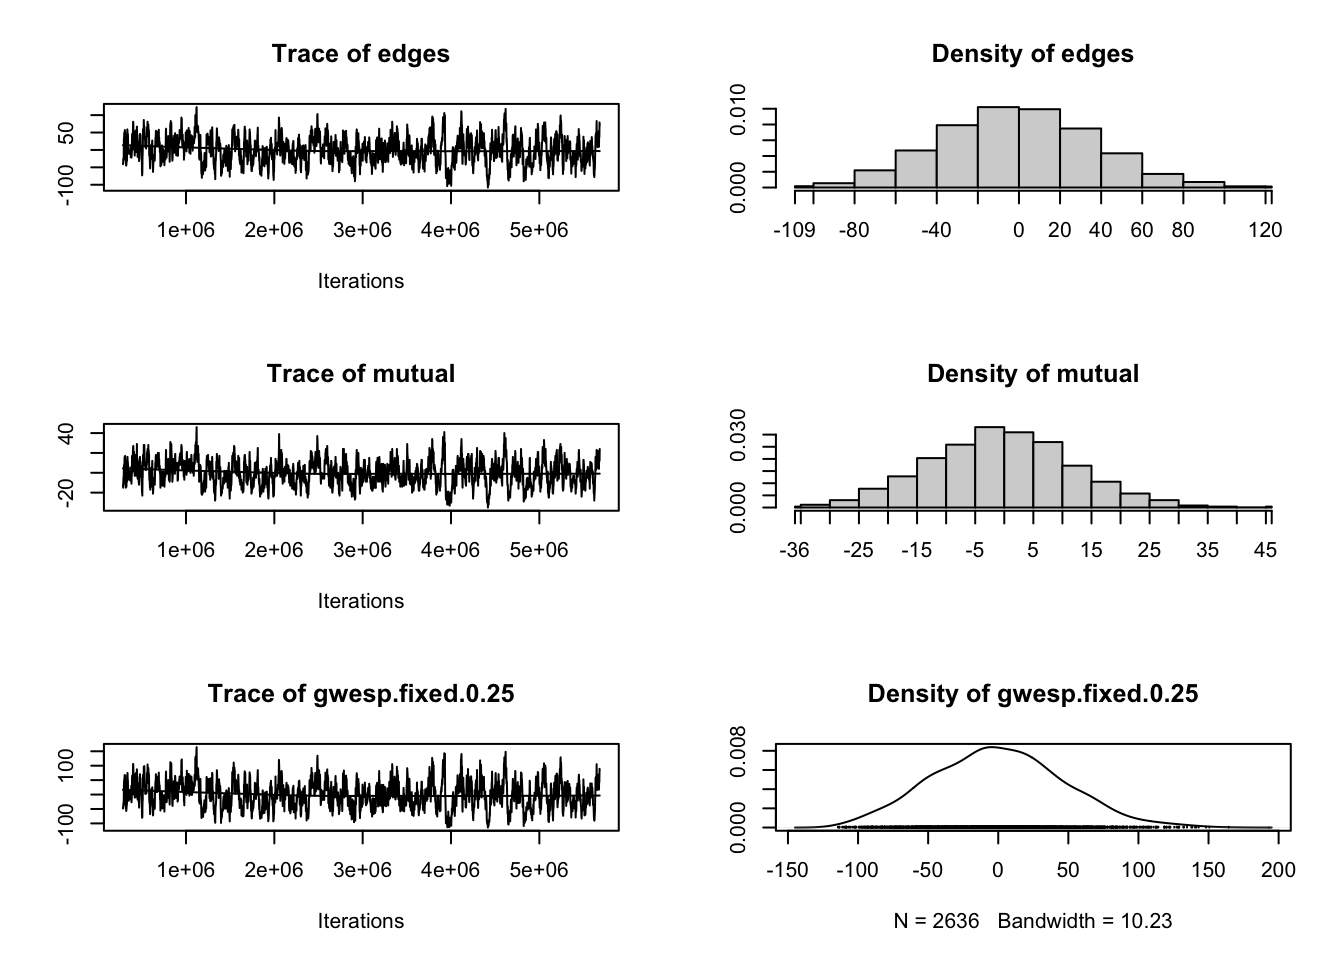 Trace of edges
50
-100
1e+06 2e+06 3e+06 4e+06 5e+06
Iterations
Density of edges
0.010
0.000
-109 -80 -40 0 20 40 60 80 120
Trace of mutual
40
-20
1e+06 2e+06 3e+06 4e+06 5e+06
Iterations
Density of mutual
0.030
0.000
-36 -25 -15 -5 5 15 25 35 45
Trace of gwesp.fixed.0.25
100
-100
1e+06 2e+06 3e+06 4e+06 5e+06
Iterations
Density of gwesp.fixed.0.25
0.008
0.000
-150 -100 -50 0 50 100 150 200
N = 2636 Bandwidth = 10.23